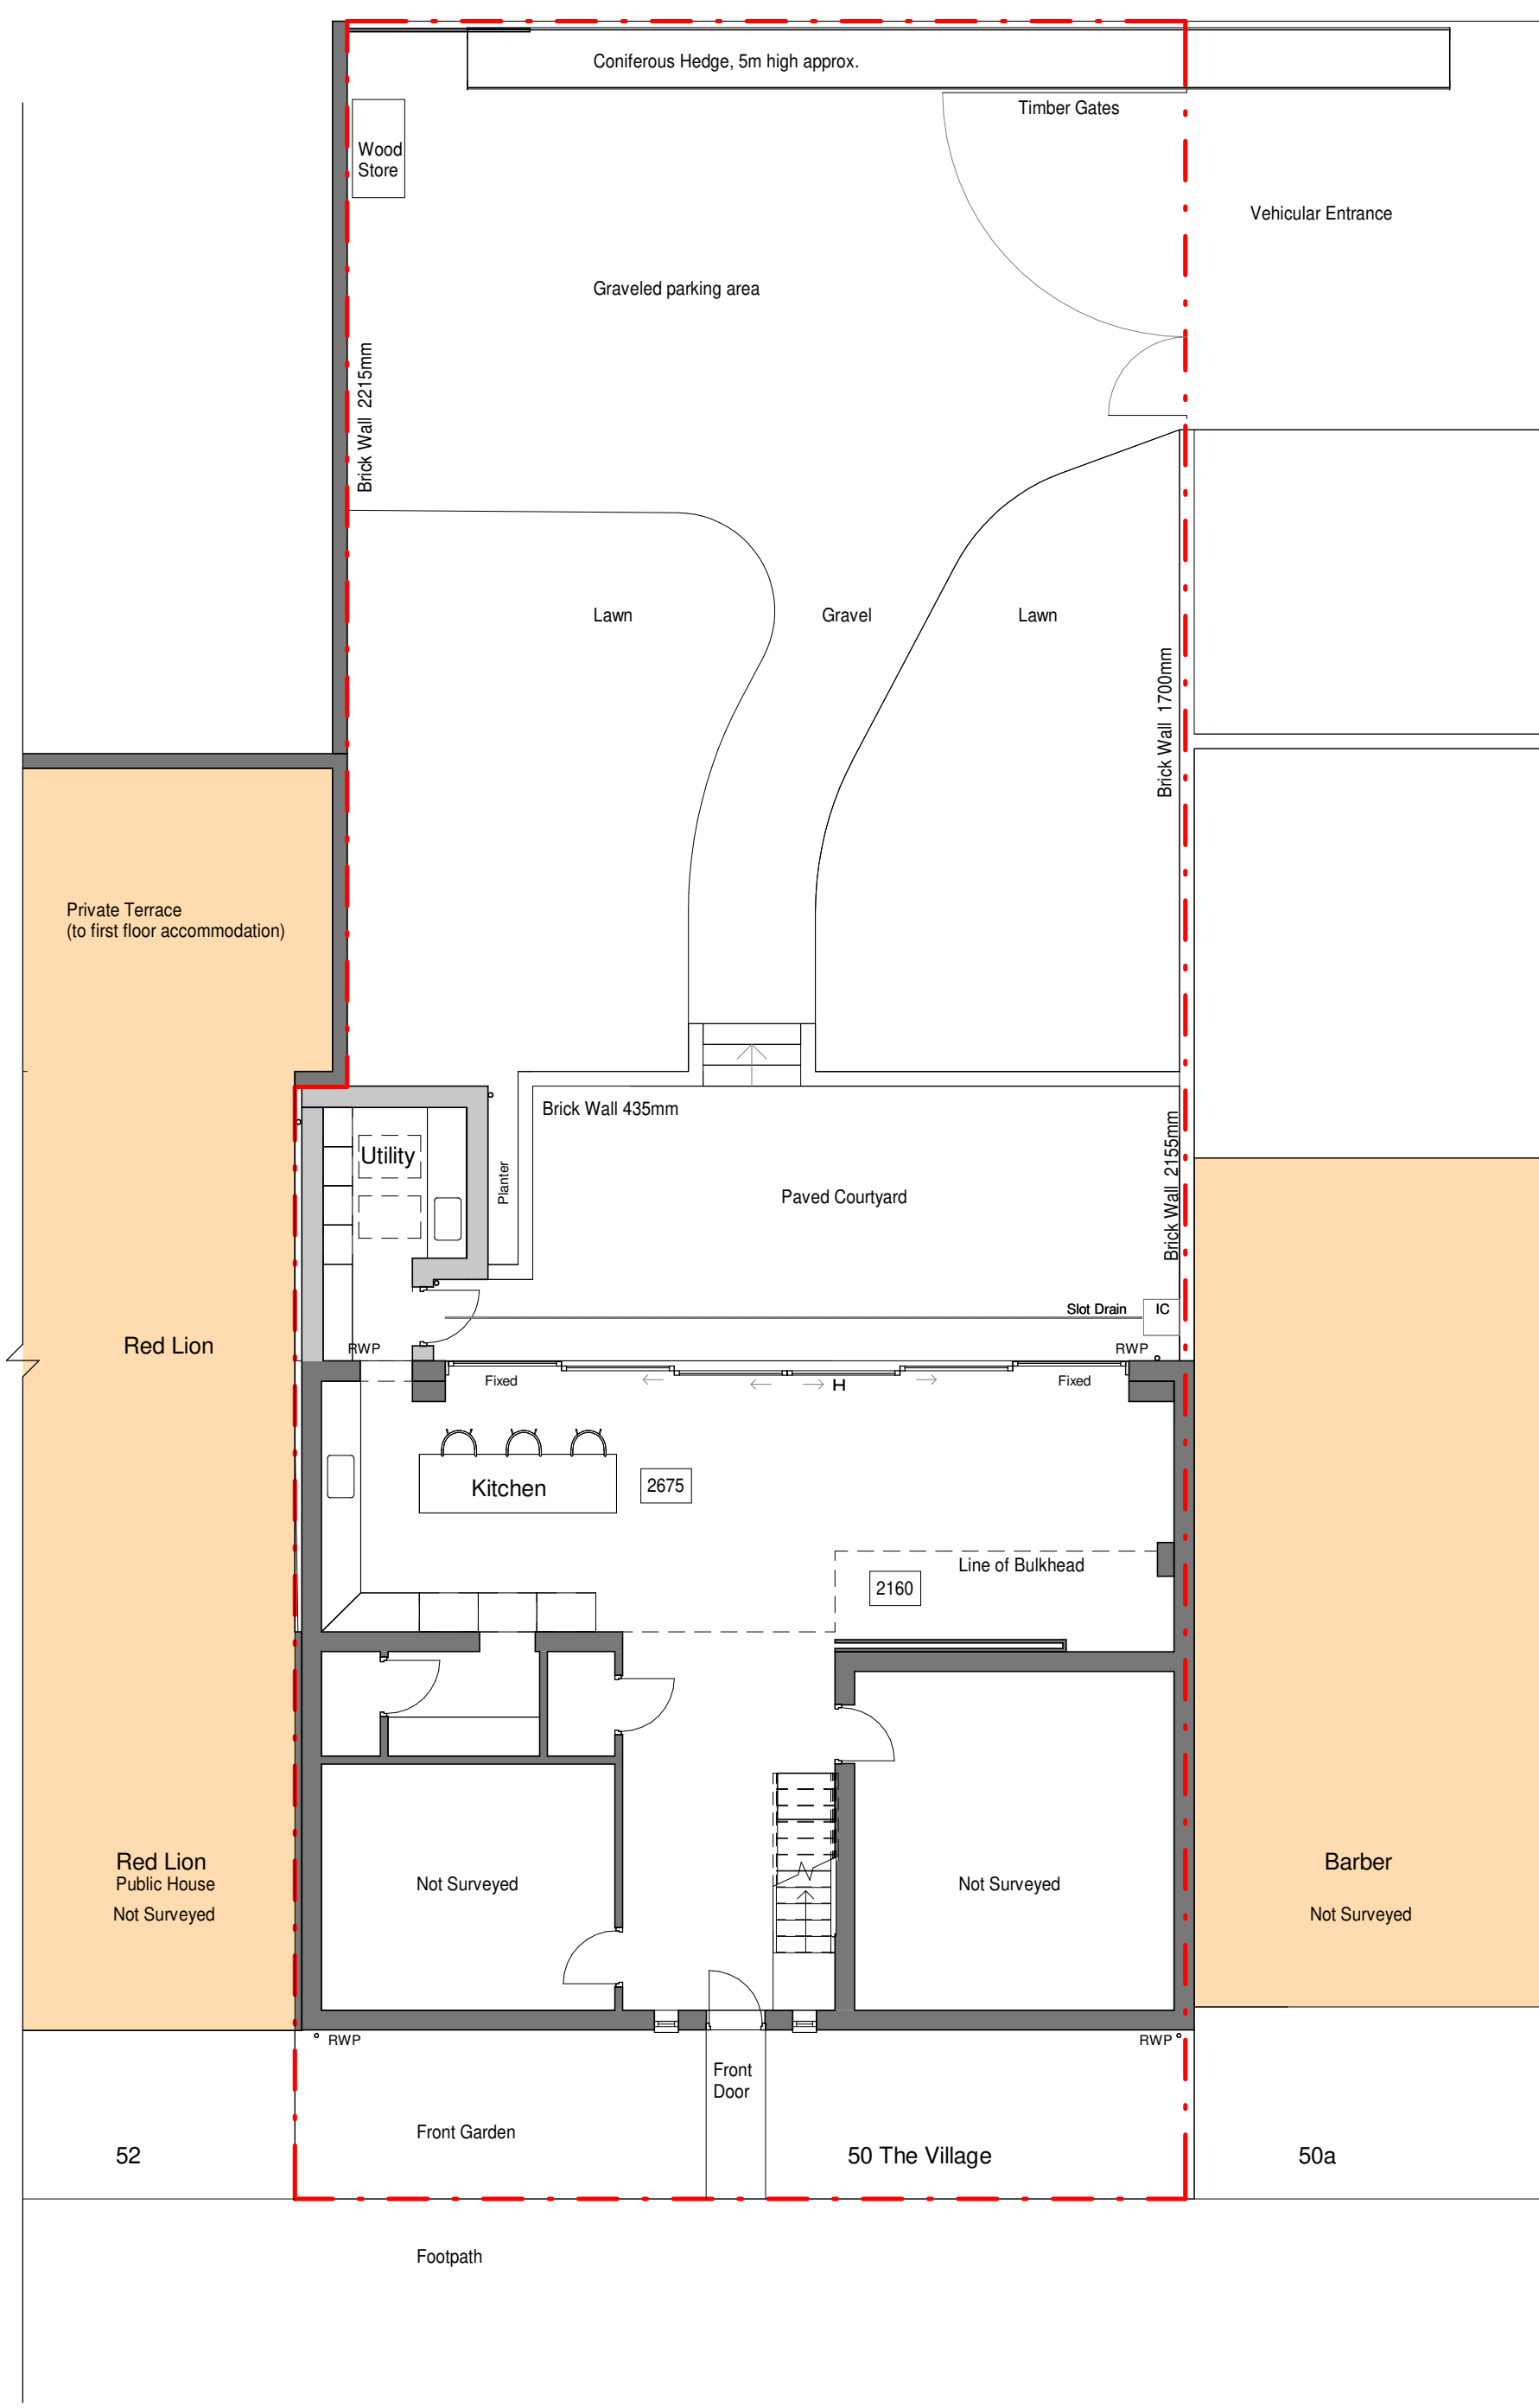 Coniferous Hedge, 5m high approx.
Timber Gates
Wood
Store
Vehicular Entrance
Graveled parking area
Brick Wall  2215mm
Lawn
Gravel
Lawn
Brick Wall  1700mm
Private Terrace
(to first floor accommodation)
Brick Wall 435mm
Utility
Planter
Paved Courtyard
Brick Wall  2155mm
Slot Drain
IC
Red Lion
RWP
RWP
Fixed
H
Fixed
Kitchen
2675
Line of Bulkhead
2160
Red Lion
Public House
Not Surveyed
Not Surveyed
Not Surveyed
Barber
Not Surveyed
RWP
RWP
Front
Door
Front Garden
52
50 The Village
50a
Footpath